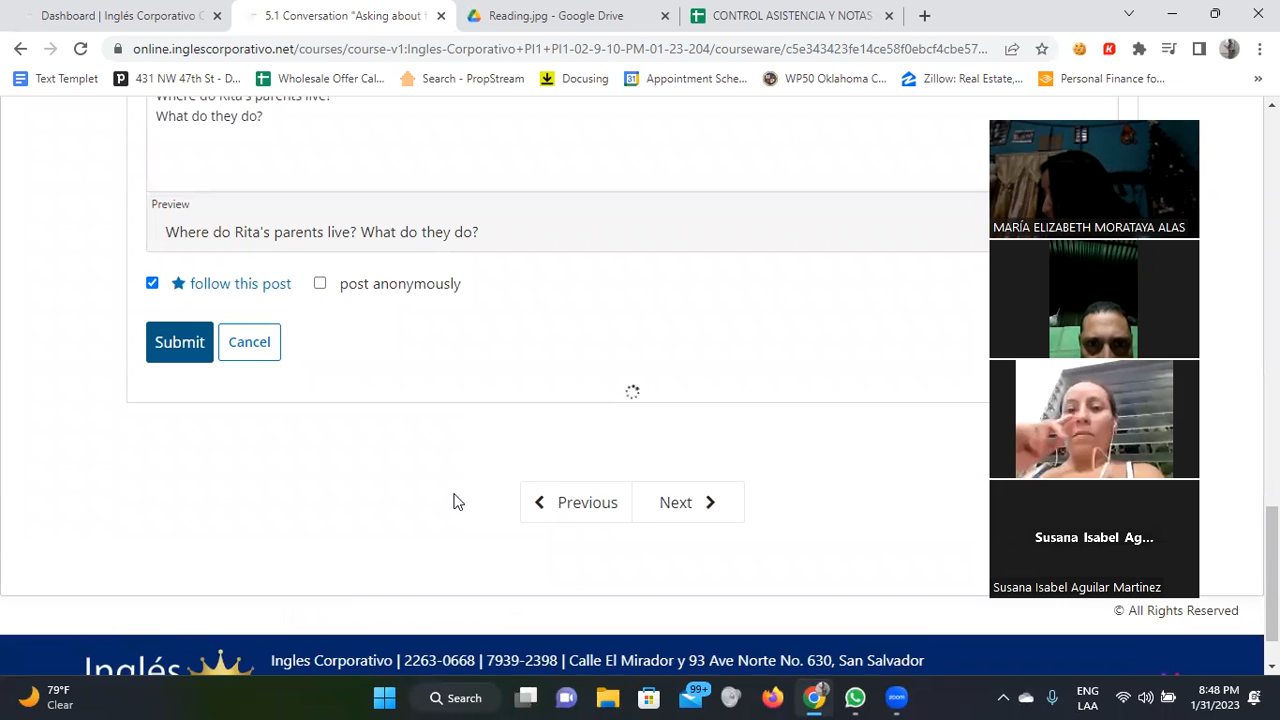 Dashboard | Inglés Corporativo C
5.1 Conversation "Asking about
Reading.jpg - Google Drive
CONTROL ASISTENCIA Y NOTAS
online.inglescorporativo.net/courses/course-v1:Ingles-Corporativo+PI1+PI1-02-9-10-PM-01-23-204/courseware/c5e343423fe14ce58f0ebcf4cbe57...
Text Templet
431 NW 47th St - D...
Wholesale Offer Cal...
Search - PropStream
Docusing
Appointment Sche...
WP50 Oklahoma C...
Zillow: Real Estate,...
Personal Finance fo...
Where do Rita's parents live?
What do they do?
Preview
Where do Rita's parents live? What do they do?
follow this post
post anonymously
Submit
Cancel
Previous
Next
MARÍA ELIZABETH MORATAYA ALAS
Susana Isabel Ag...
Susana Isabel Aguilar Martinez
© All Rights Reserved
Inglés
Ingles Corporativo | 2263-0668 | 7939-2398 | Calle El Mirador y 93 Ave Norte No. 630, San Salvador
79°F
Clear
Search
99+
ENG
LAA
8:48 PM
1/31/2023